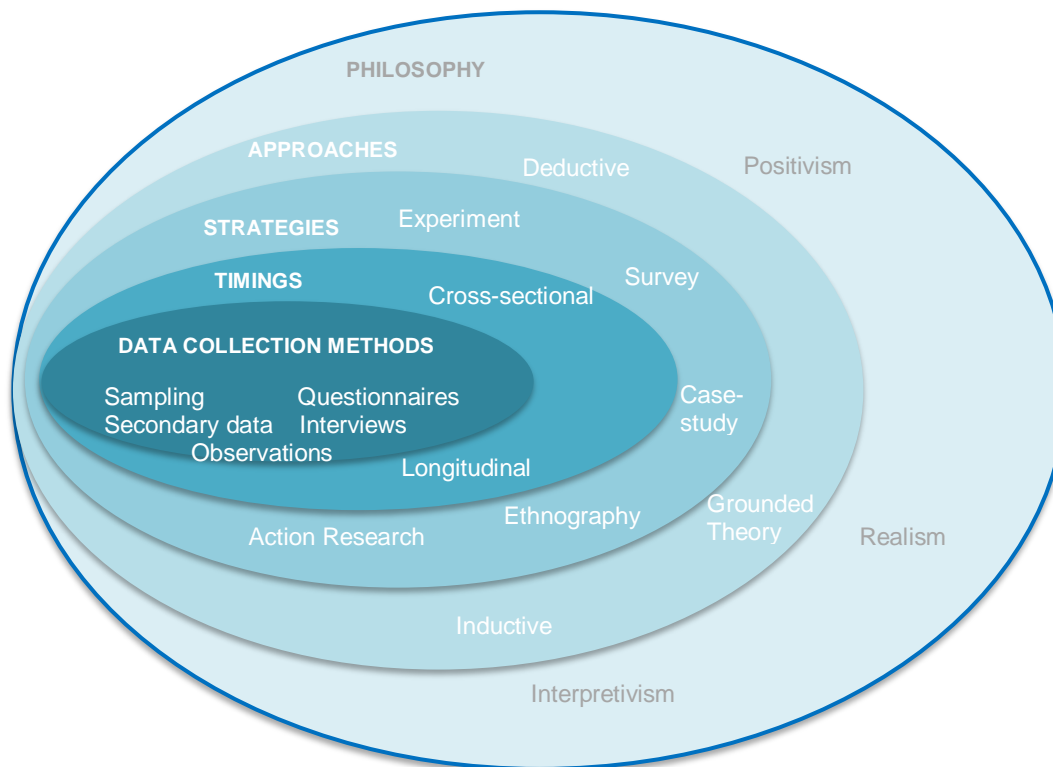 PHILOSOPHY
APPROACHES
Deductive
Positivism
STRATEGIES
Experiment
TIMINGS
Survey
Cross-sectional
DATA COLLECTION METHODS
Sampling Questionnaires
Secondary data Interviews
Observations
Case-
study
Longitudinal
Grounded
Theory
Ethnography
Action Research
Realism
Inductive
Interpretivism